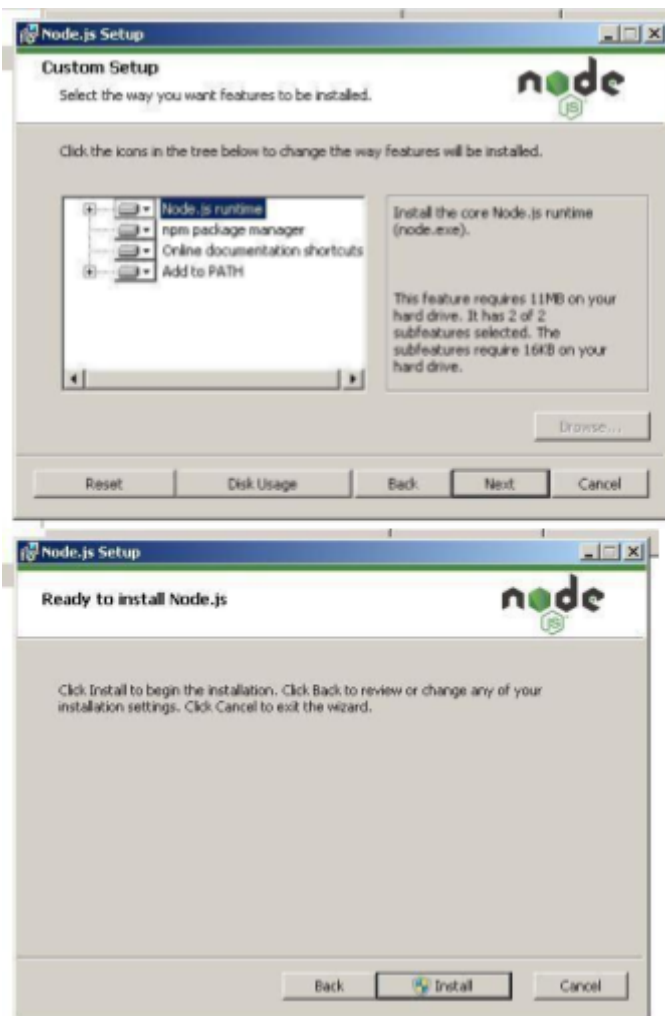 Node.js Setup
Custom Setup
Select the way you want features to be installed.
node
JS
Click the icons in the tree below to change the way features will be installed.
Node.js runtime
npm package manager
Online documentation shortcuts
Add to PATH
Install the core Node.js runtime
(node.exe).
This feature requires 11MB on your
hard drive. It has 2 of 2
subfeatures selected. The
subfeatures require 16KB on your
hard drive.
Browse...
Reset Disk Usage Back Next Cancel
Node.js Setup
Ready to install Node.js
node
JS
Click Install to begin the installation. Click Back to review or change any of your
installation settings. Click Cancel to exit the wizard.
Back Install Cancel